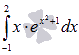 ∫_{-1}^{2} x·e^{x²+1} dx